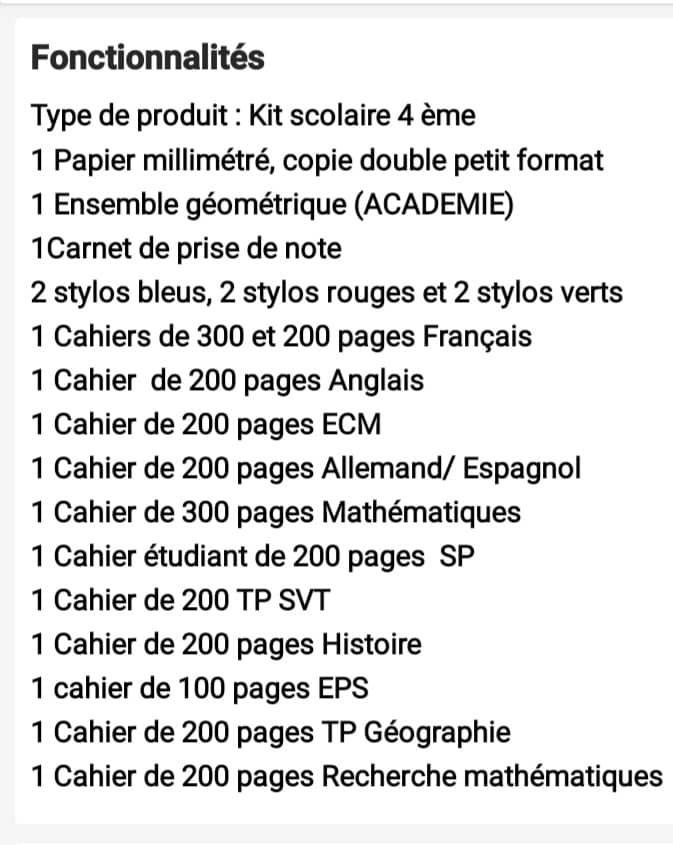 Fonctionnalités
Type de produit : Kit scolaire 4 ème
1 Papier millimétré, copie double petit format
1 Ensemble géométrique (ACADEMIE)
1Carnet de prise de note
2 stylos bleus, 2 stylos rouges et 2 stylos verts
1 Cahiers de 300 et 200 pages Français
1 Cahier  de 200 pages Anglais
1 Cahier de 200 pages ECM
1 Cahier de 200 pages Allemand/ Espagnol
1 Cahier de 300 pages Mathématiques
1 Cahier étudiant de 200 pages  SP
1 Cahier de 200 TP SVT
1 Cahier de 200 pages Histoire
1 cahier de 100 pages EPS
1 Cahier de 200 pages TP Géographie
1 Cahier de 200 pages Recherche mathématiques